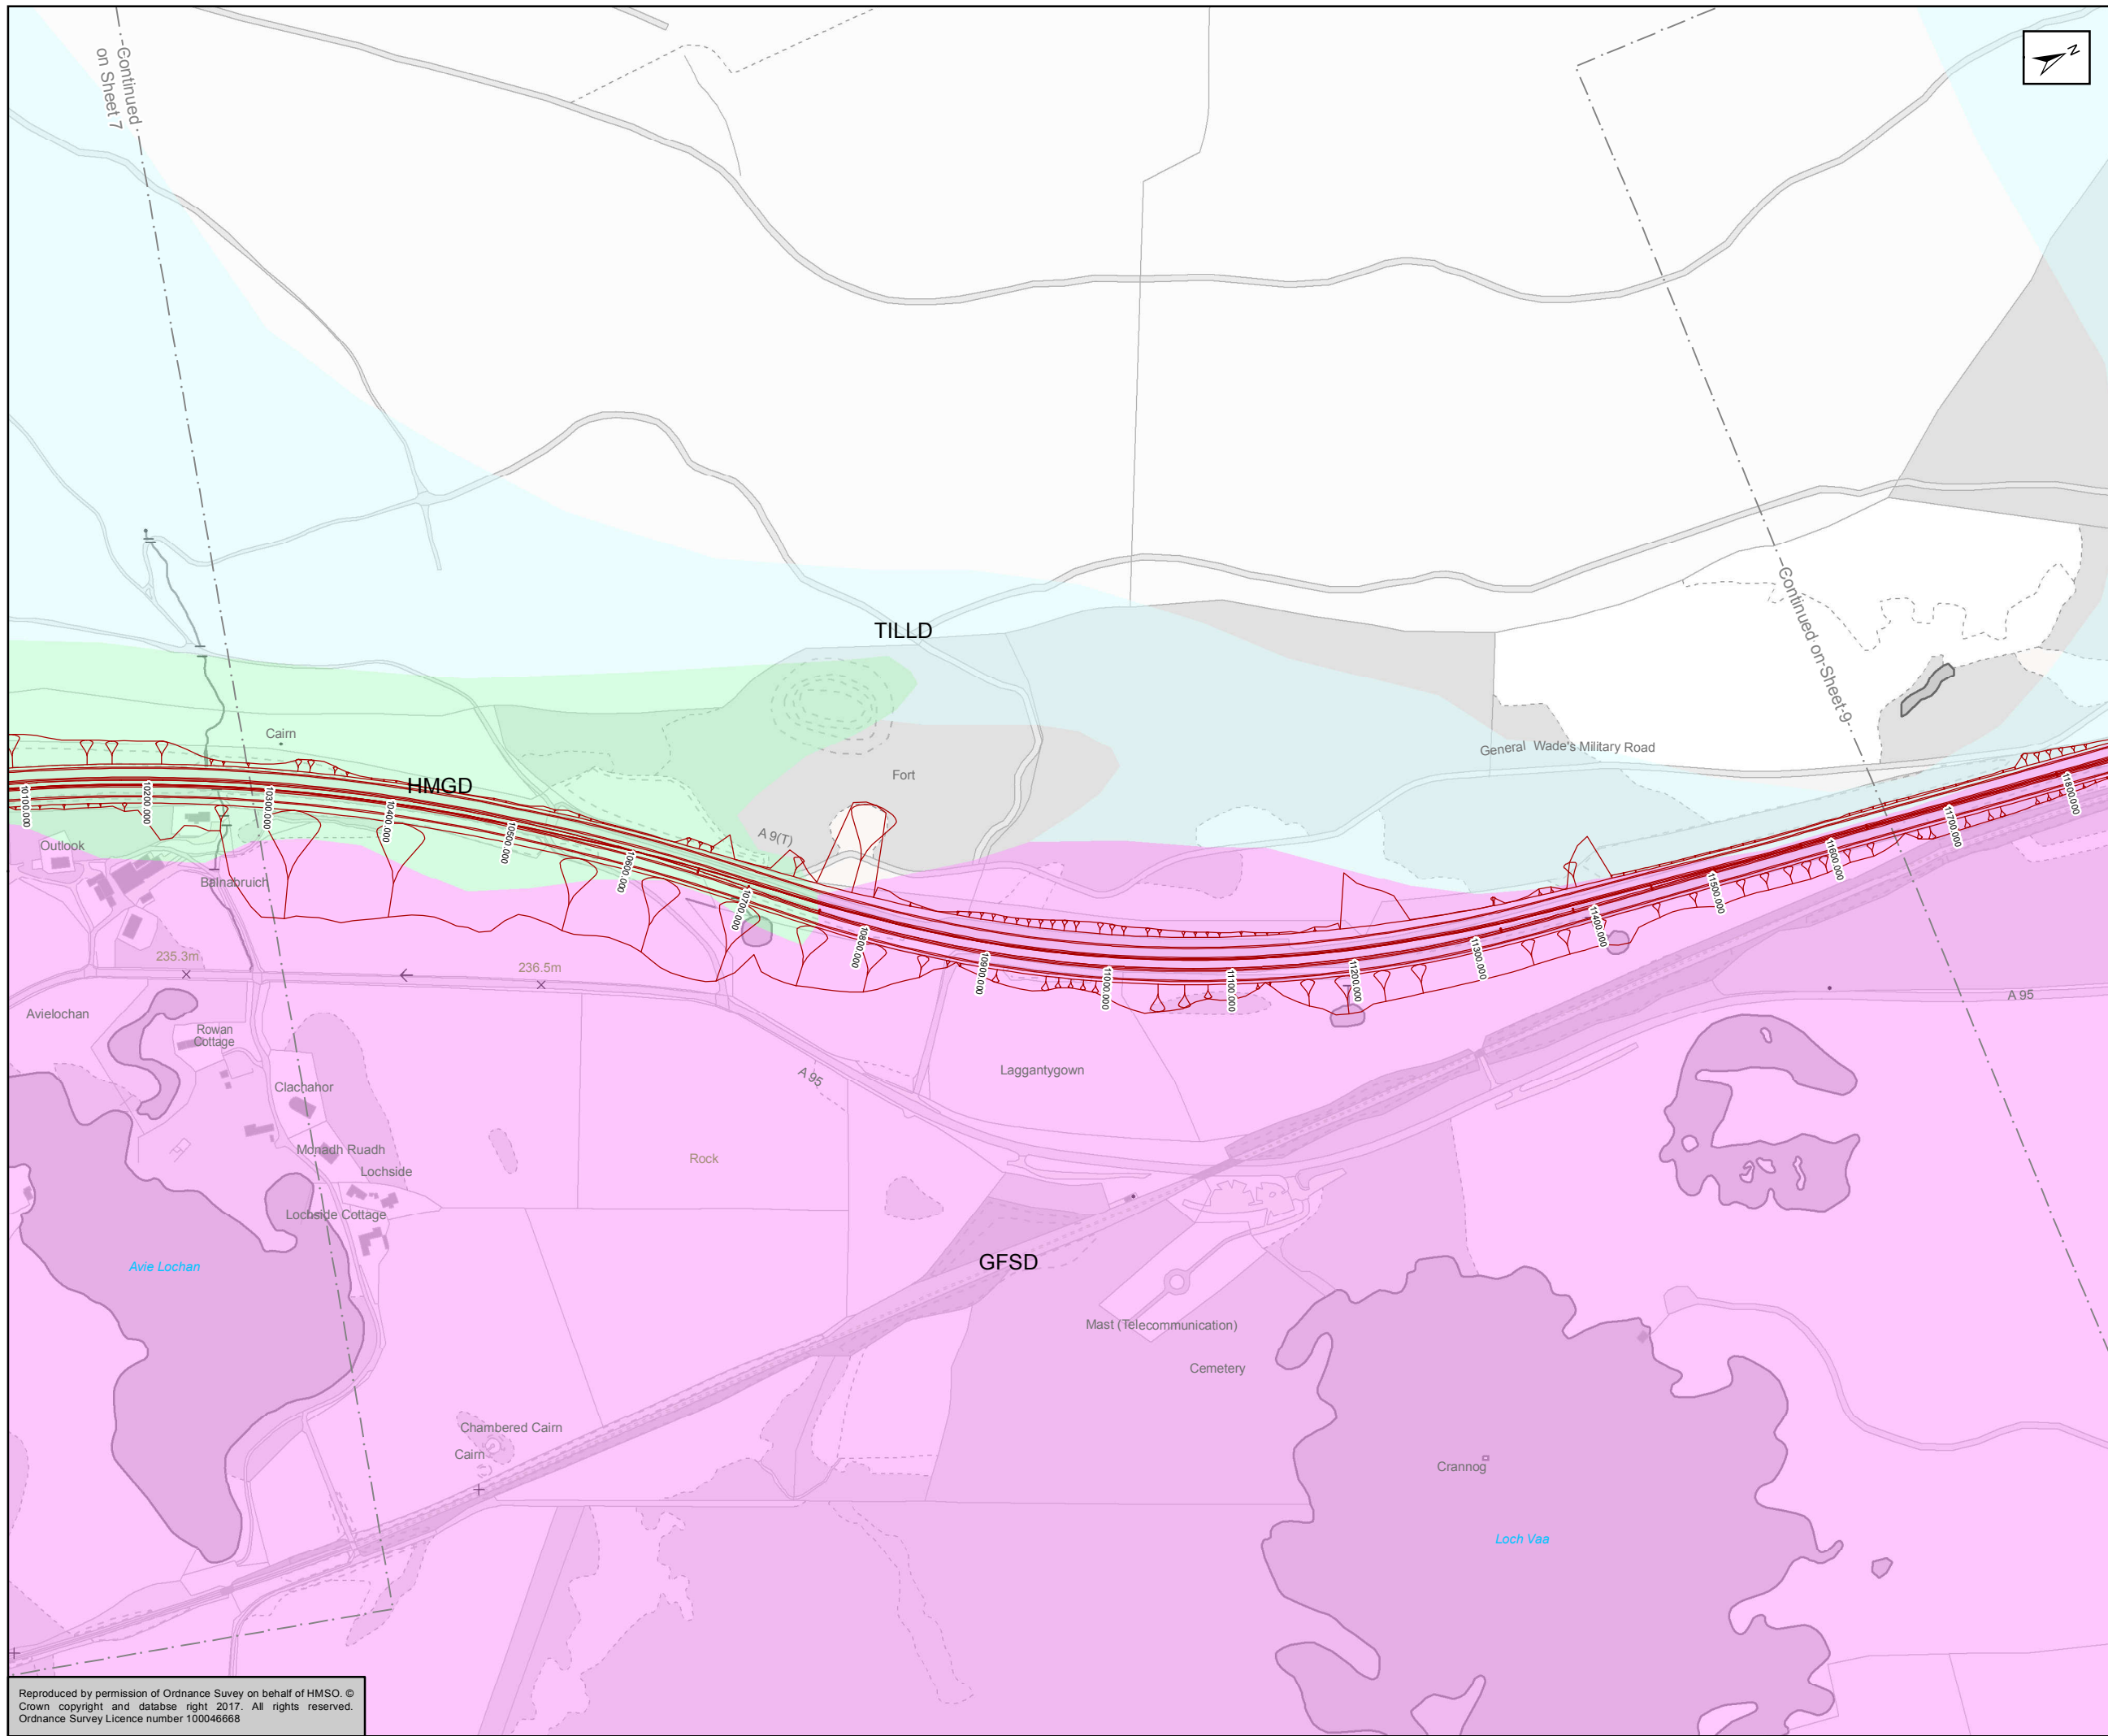 Continued
on Sheet 7
N
TILLD
Cairn
HMGD
Fort
General Wade's Military Road
Continued on Sheet 9
A 9(T)
10100.000
10200.000
10300.000
10400.000
10500.000
10600.000
10700.000
10800.000
10900.000
11000.000
11100.000
11200.000
11300.000
11400.000
11500.000
11600.000
11700.000
11800.000
Outlook
Balnabruich
235.3m
236.5m
A 95
Avielochan
Rowan
Cottage
Laggantygown
A 95
Clachahor
Monadh Ruadh
Lochside
Rock
Lochside Cottage
Avie Lochan
GFSD
Mast (Telecommunication)
Cemetery
Chambered Cairn
Cairn
Crannog
Loch Vaa
Reproduced by permission of Ordnance Suvey on behalf of HMSO. ©
Crown copyright and databse right 2017. All rights reserved.
Ordnance Survey Licence number 100046668